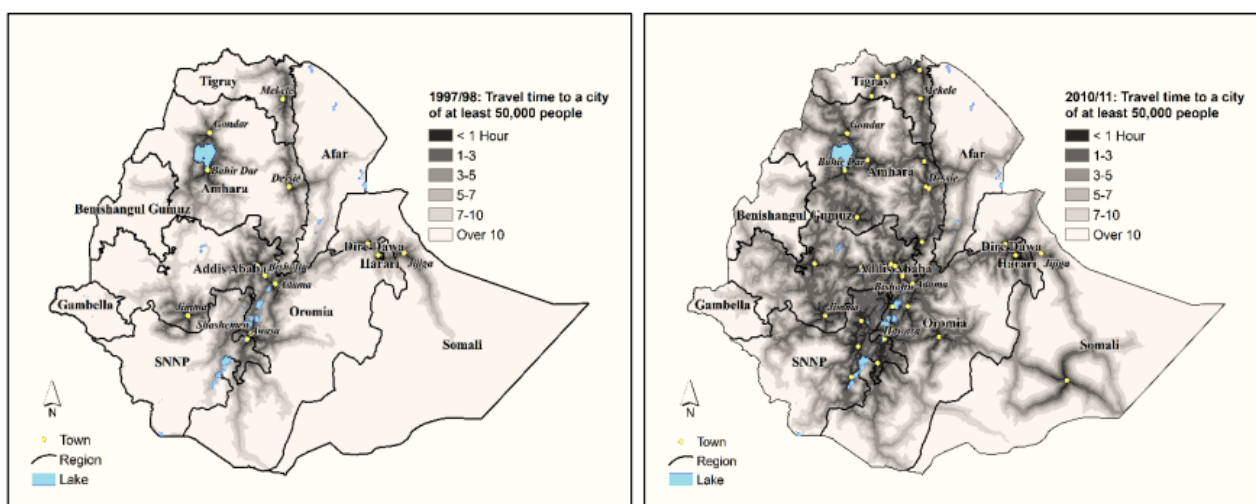 Tigray
Mekele
1997/98: Travel time to a city
of at least 50,000 people
< 1 Hour
1-3
3-5
5-7
7-10
Over 10
Gondar
Afar
Bahir Dar
Dessie
Amhara
Benishangul Gumuz
Dire Dawa
Harari
Jijiga
Addis Ababa
Bishoftu
Adama
Gambella
Jimma
Oromia
Shashemen
Awasa
SNNP
Somali
N
Town
Region
Lake
Tigray
Mekele
2010/11: Travel time to a city
of at least 50,000 people
< 1 Hour
1-3
3-5
5-7
7-10
Over 10
Gondar
Afar
Bahir Dar
Amhara
Dessie
Benishangul Gumuz
Dire Dawa
Harari
Jijiga
Addis Ababa
Bishoftu
Adama
Gambella
Jimma
Oromia
Hawasa
SNNP
Somali
N
Town
Region
Lake